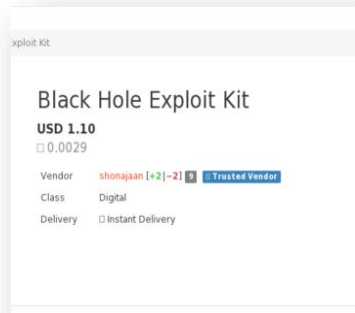 xploit Kit
Black Hole Exploit Kit
USD 1.10
0.0029
Vendor shonajaan [+2|−2] 9 Trusted Vendor
Class Digital
Delivery Instant Delivery